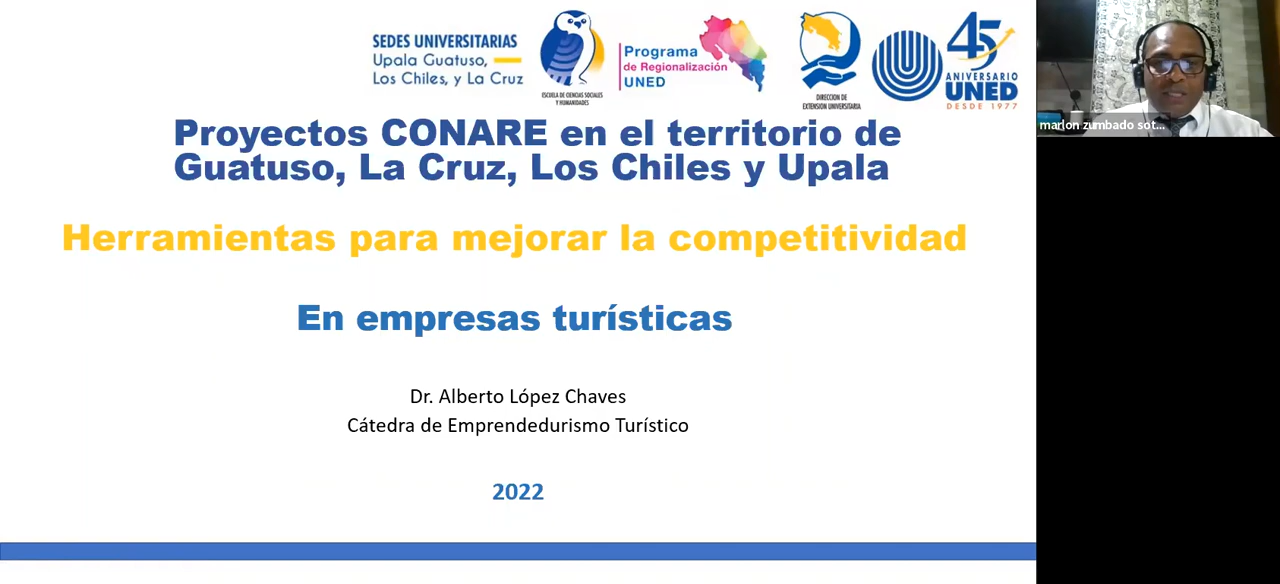 SEDES UNIVERSITARIAS
Upala Guatuso,
Los Chiles, y La Cruz
ESCUELA DE CIENCIAS SOCIALES
Y HUMANIDADES
Programa
de Regionalización
UNED
DIRECCION DE
EXTENSION UNIVERSITARIA
45
ANIVERSARIO
UNED
DESDE 1977
marlon zumbado sot...
Proyectos CONARE en el territorio de
Guatuso, La Cruz, Los Chiles y Upala
Herramientas para mejorar la competitividad
En empresas turísticas
Dr. Alberto López Chaves
Cátedra de Emprendedurismo Turístico
2022